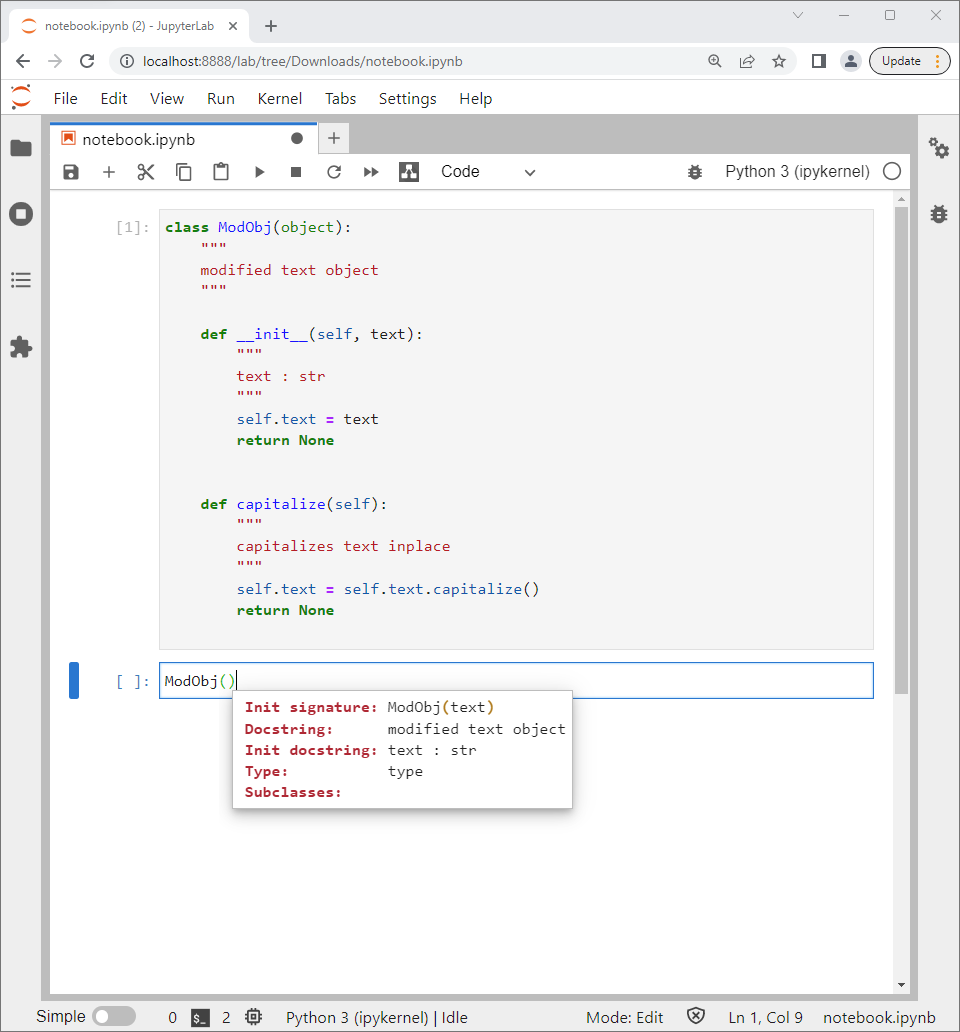 notebook.ipynb (2) - JupyterLab
localhost:8888/lab/tree/Downloads/notebook.ipynb
Update
File Edit View Run Kernel Tabs Settings Help
notebook.ipynb
Code
Python 3 (ipykernel)
[1]: class ModObj(object):
"""
modified text object
"""
def __init__(self, text):
"""
text : str
"""
self.text = text
return None
def capitalize(self):
"""
capitalizes text inplace
"""
self.text = self.text.capitalize()
return None
[ ]: ModObj()
Init signature: ModObj(text)
Docstring: modified text object
Init docstring: text : str
Type: type
Subclasses:
Simple 0 $_ 2 Python 3 (ipykernel) | Idle Mode: Edit Ln 1, Col 9 notebook.ipynb